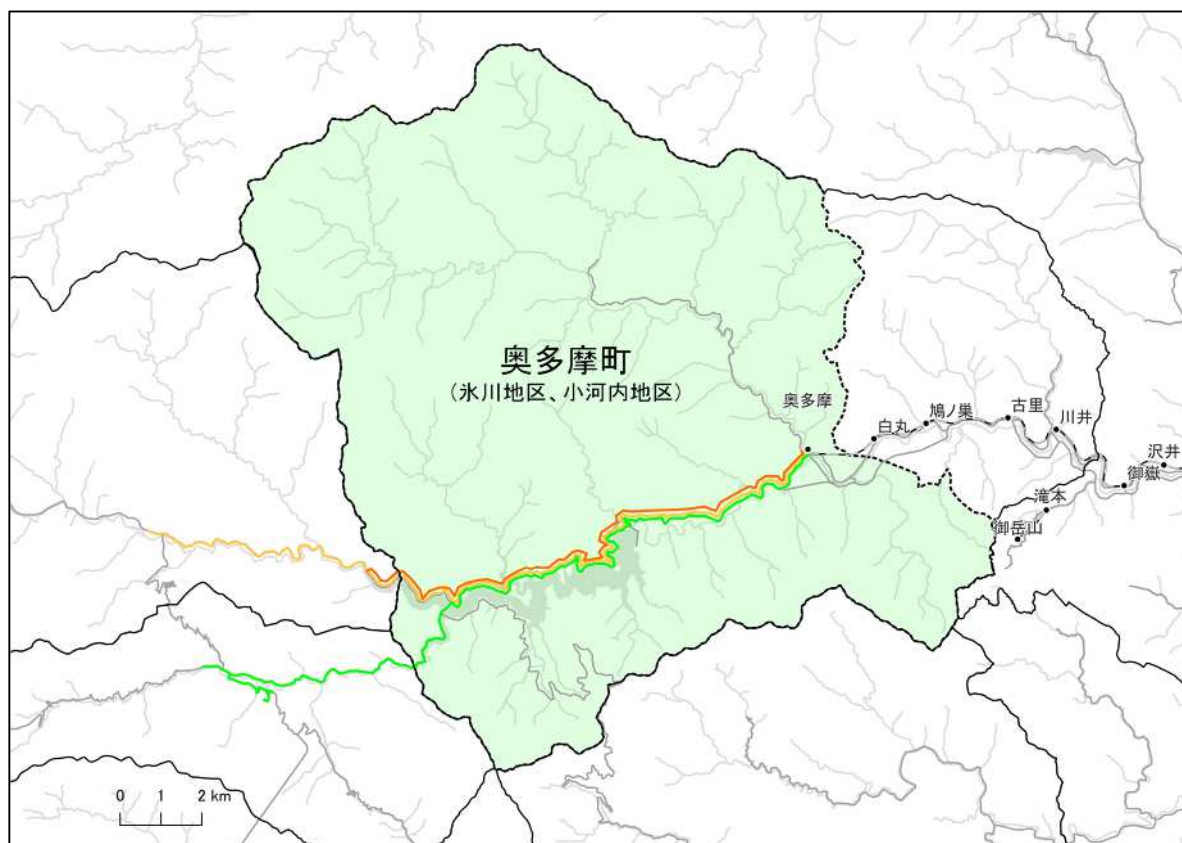 奥多摩町
(氷川地区、小河内地区)
奥多摩
白丸
鳩ノ巣
古里
川井
沢井
御嶽
滝本
御岳山
0 1 2 km